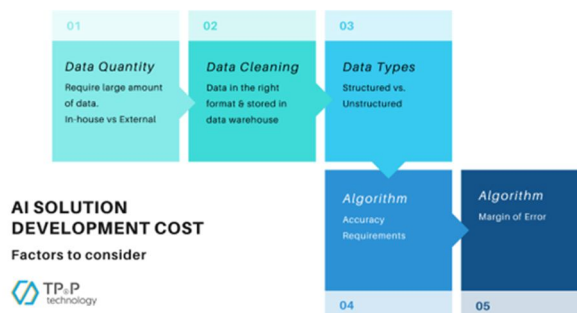 01
Data Quantity
Require large amount
of data.
In-house vs External
02
Data Cleaning
Data in the right
format & stored in
data warehouse
03
Data Types
Structured vs.
Unstructured
Algorithm
Accuracy
Requirements
04
Algorithm
Margin of Error
05
AI SOLUTION
DEVELOPMENT COST
Factors to consider
TP&P
technology